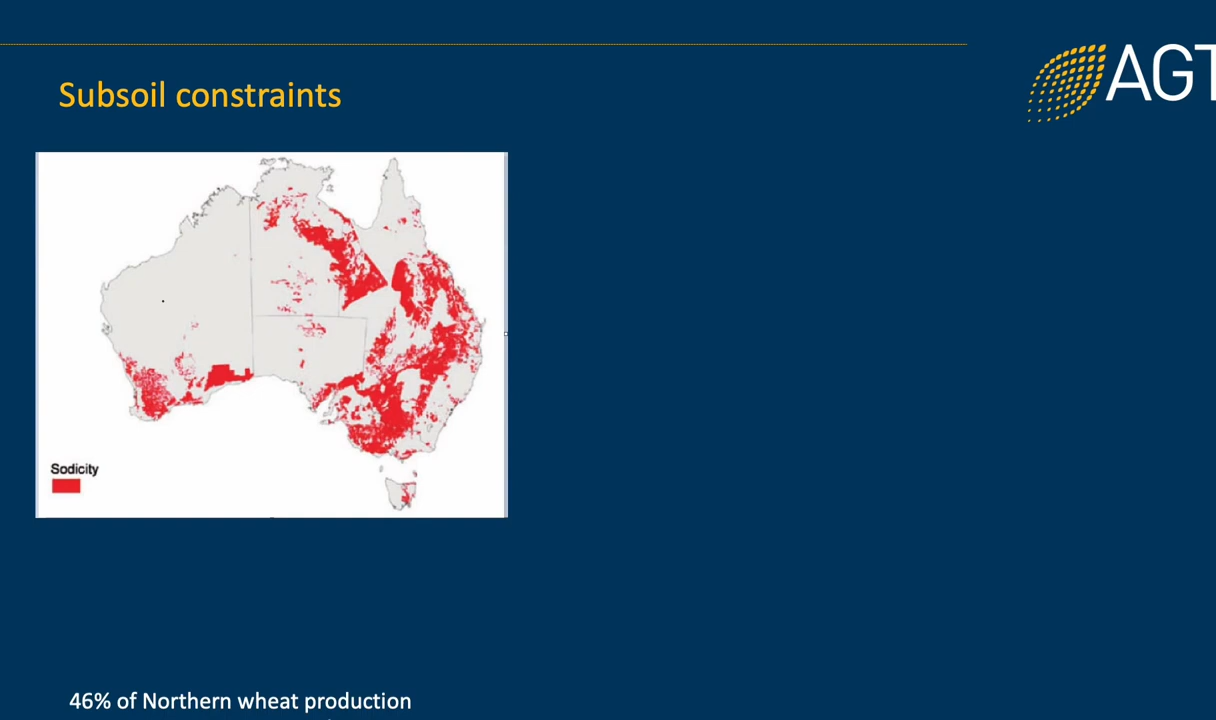 Subsoil constraints
AGT
Sodicity
46% of Northern wheat production